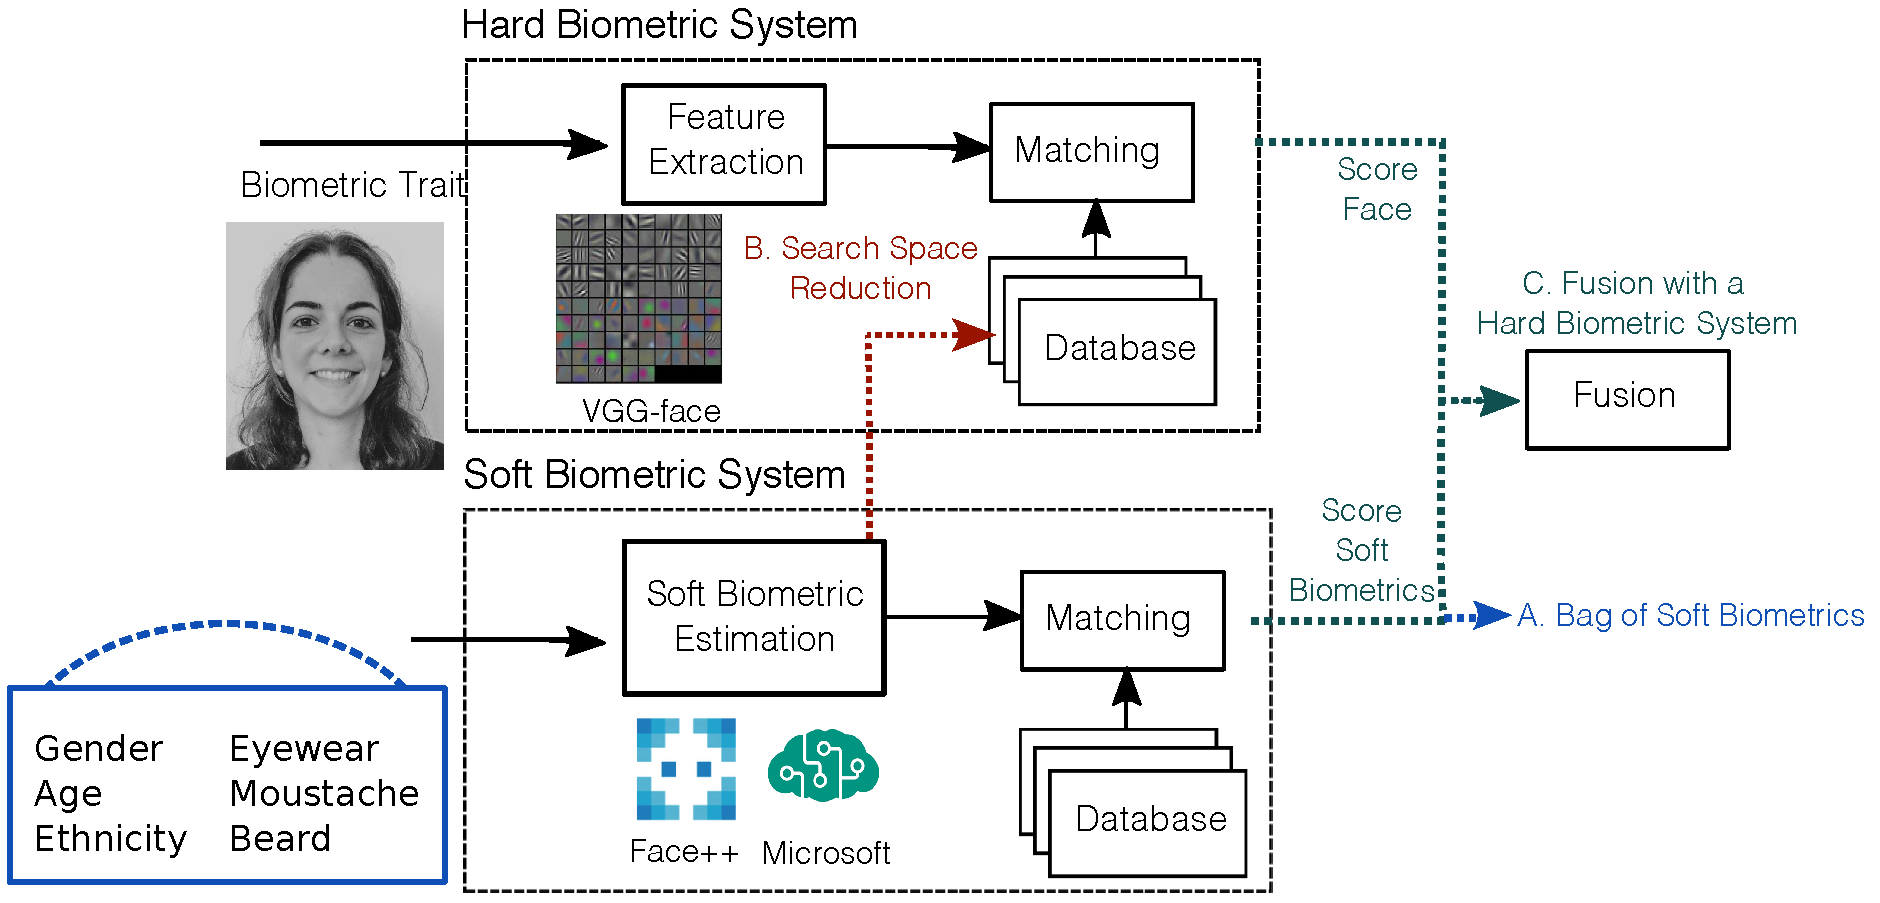 Hard Biometric System
Feature
Extraction
Matching
Biometric Trait
Score
Face
B. Search Space
Reduction
Database
VGG-face
C. Fusion with a
Hard Biometric System
Fusion
Soft Biometric System
Soft Biometric
Estimation
Matching
Score
Soft
Biometrics
A. Bag of Soft Biometrics
Gender Eyewear
Age Moustache
Ethnicity Beard
Face++ Microsoft
Database